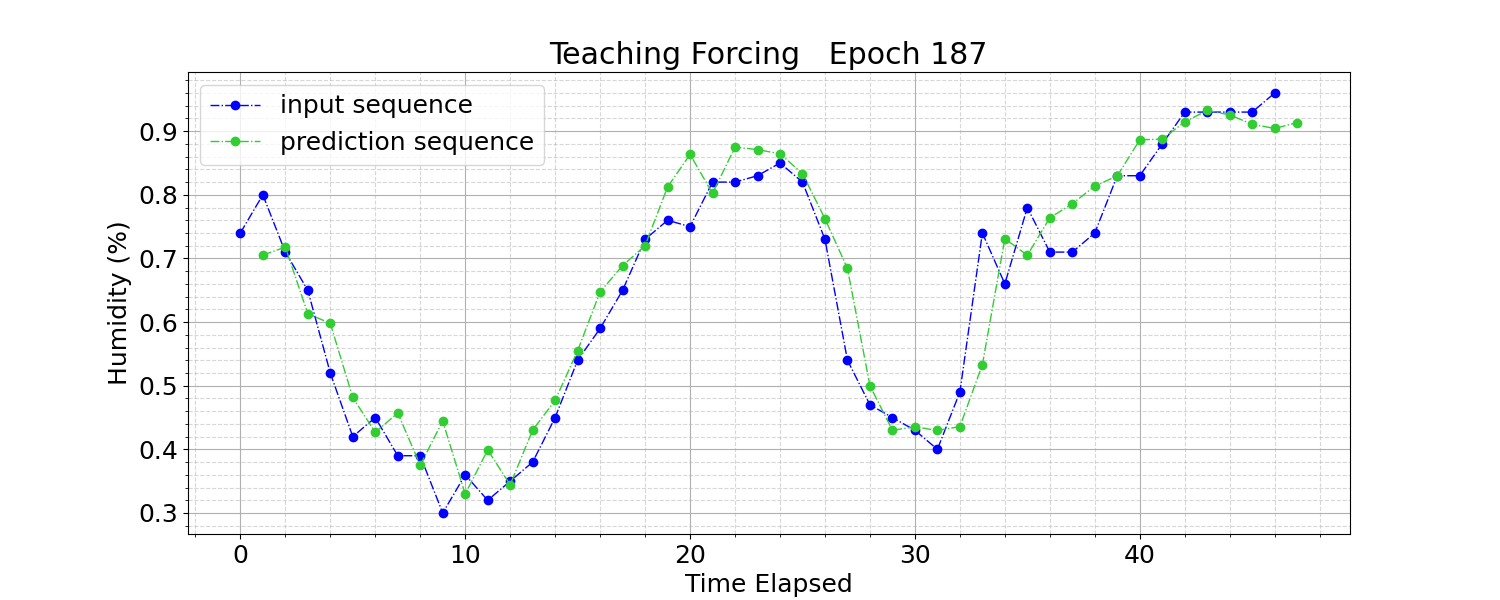 Teaching Forcing   Epoch 187
input sequence
prediction sequence
Humidity (%)
0.9
0.8
0.7
0.6
0.5
0.4
0.3
0 10 20 30 40
Time Elapsed